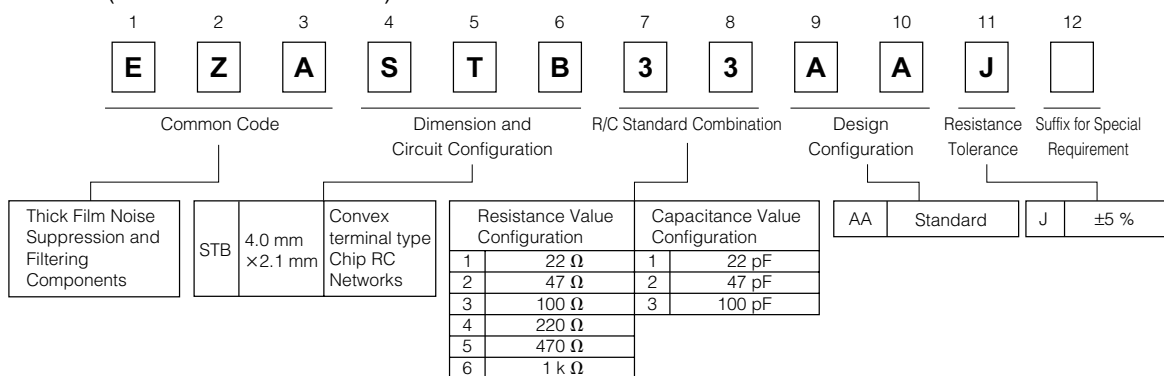 1 2 3 4 5 6 7 8 9 10 11 12
E Z A S T B 3 3 A A J
Common Code
Dimension and
Circuit Configuration
R/C Standard Combination
Design
Configuration
Resistance
Tolerance
Suffix for Special
Requirement
Thick Film Noise
Suppression and
Filtering
Components
STB
4.0 mm
×2.1 mm
Convex
terminal type
Chip RC
Networks
Resistance Value
Configuration
1 22 Ω
2 47 Ω
3 100 Ω
4 220 Ω
5 470 Ω
6 1 k Ω
Capacitance Value
Configuration
1 22 pF
2 47 pF
3 100 pF
AA Standard
J ±5 %